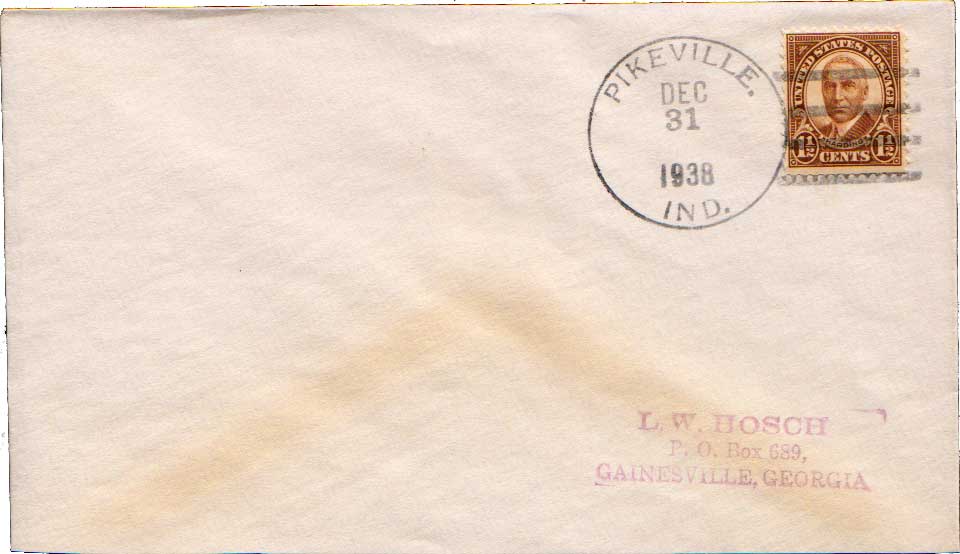 PIKEVILLE.
DEC
31
1938
IND.
UNITED STATES POSTAGE
HARDING
1½ CENTS 1½
L. W. HOSCH
P. O. Box 689,
GAINESVILLE, GEORGIA